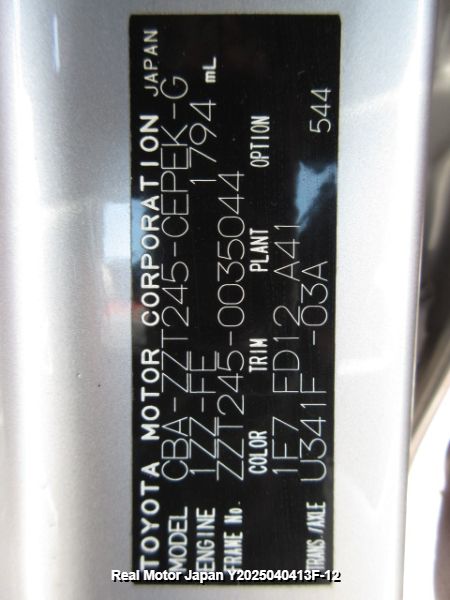 TOYOTA MOTOR CORPORATION JAPAN
MODEL CBA-ZZT245-CEPEK-G
ENGINE 1ZZ-FE 1794 mL
FRAME No. ZZT245-0035044
COLOR TRIM PLANT OPTION
1F7 FD12 A41
TRANS/AXLE U341F -03A 544
Real Motor Japan Y2025040413F-12